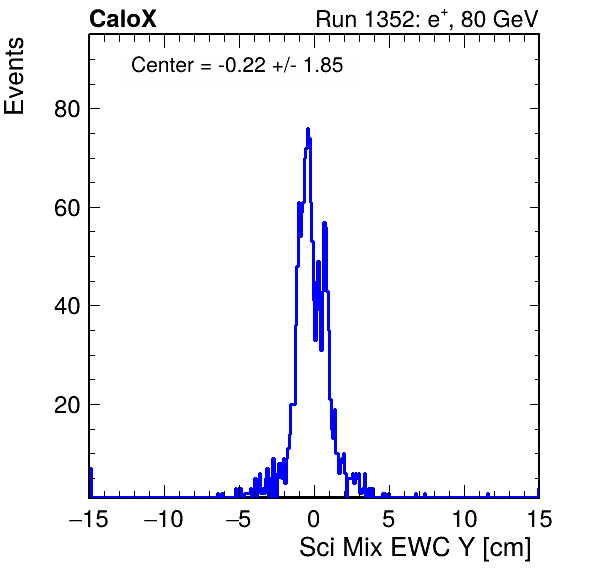 CaloX
Run 1352: e+, 80 GeV
Events
Center = -0.22 +/- 1.85
80
60
40
20
−15 −10 −5 0 5 10 15
Sci Mix EWC Y [cm]